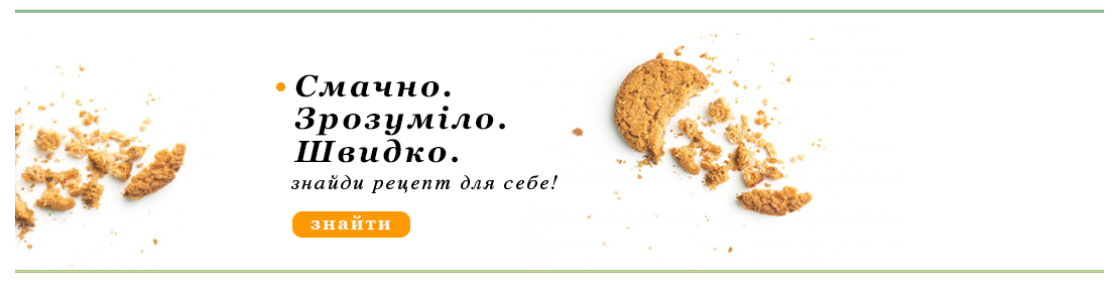 Смачно.
Зрозуміло.
Швидко.
знайди рецепт для себе!
знайти